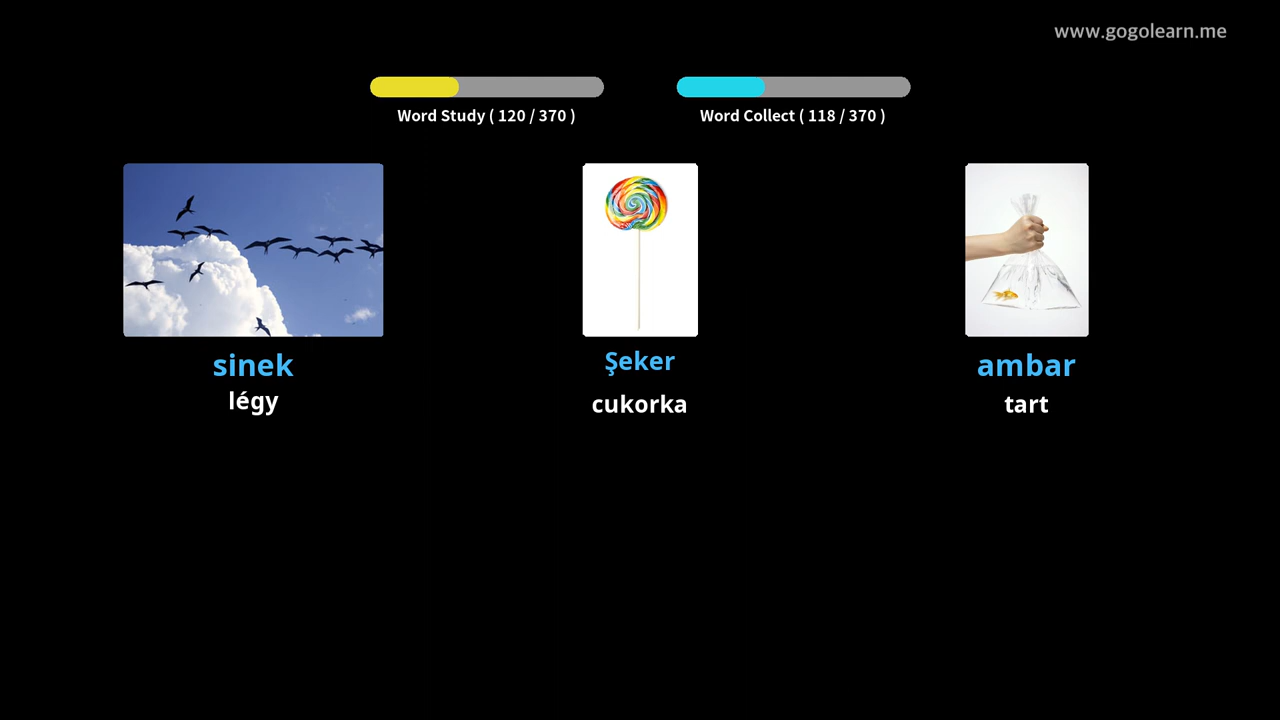 www.gogolearn.me
Word Study ( 120 / 370 )
Word Collect ( 118 / 370 )
sinek
légy
Şeker
cukorka
ambar
tart